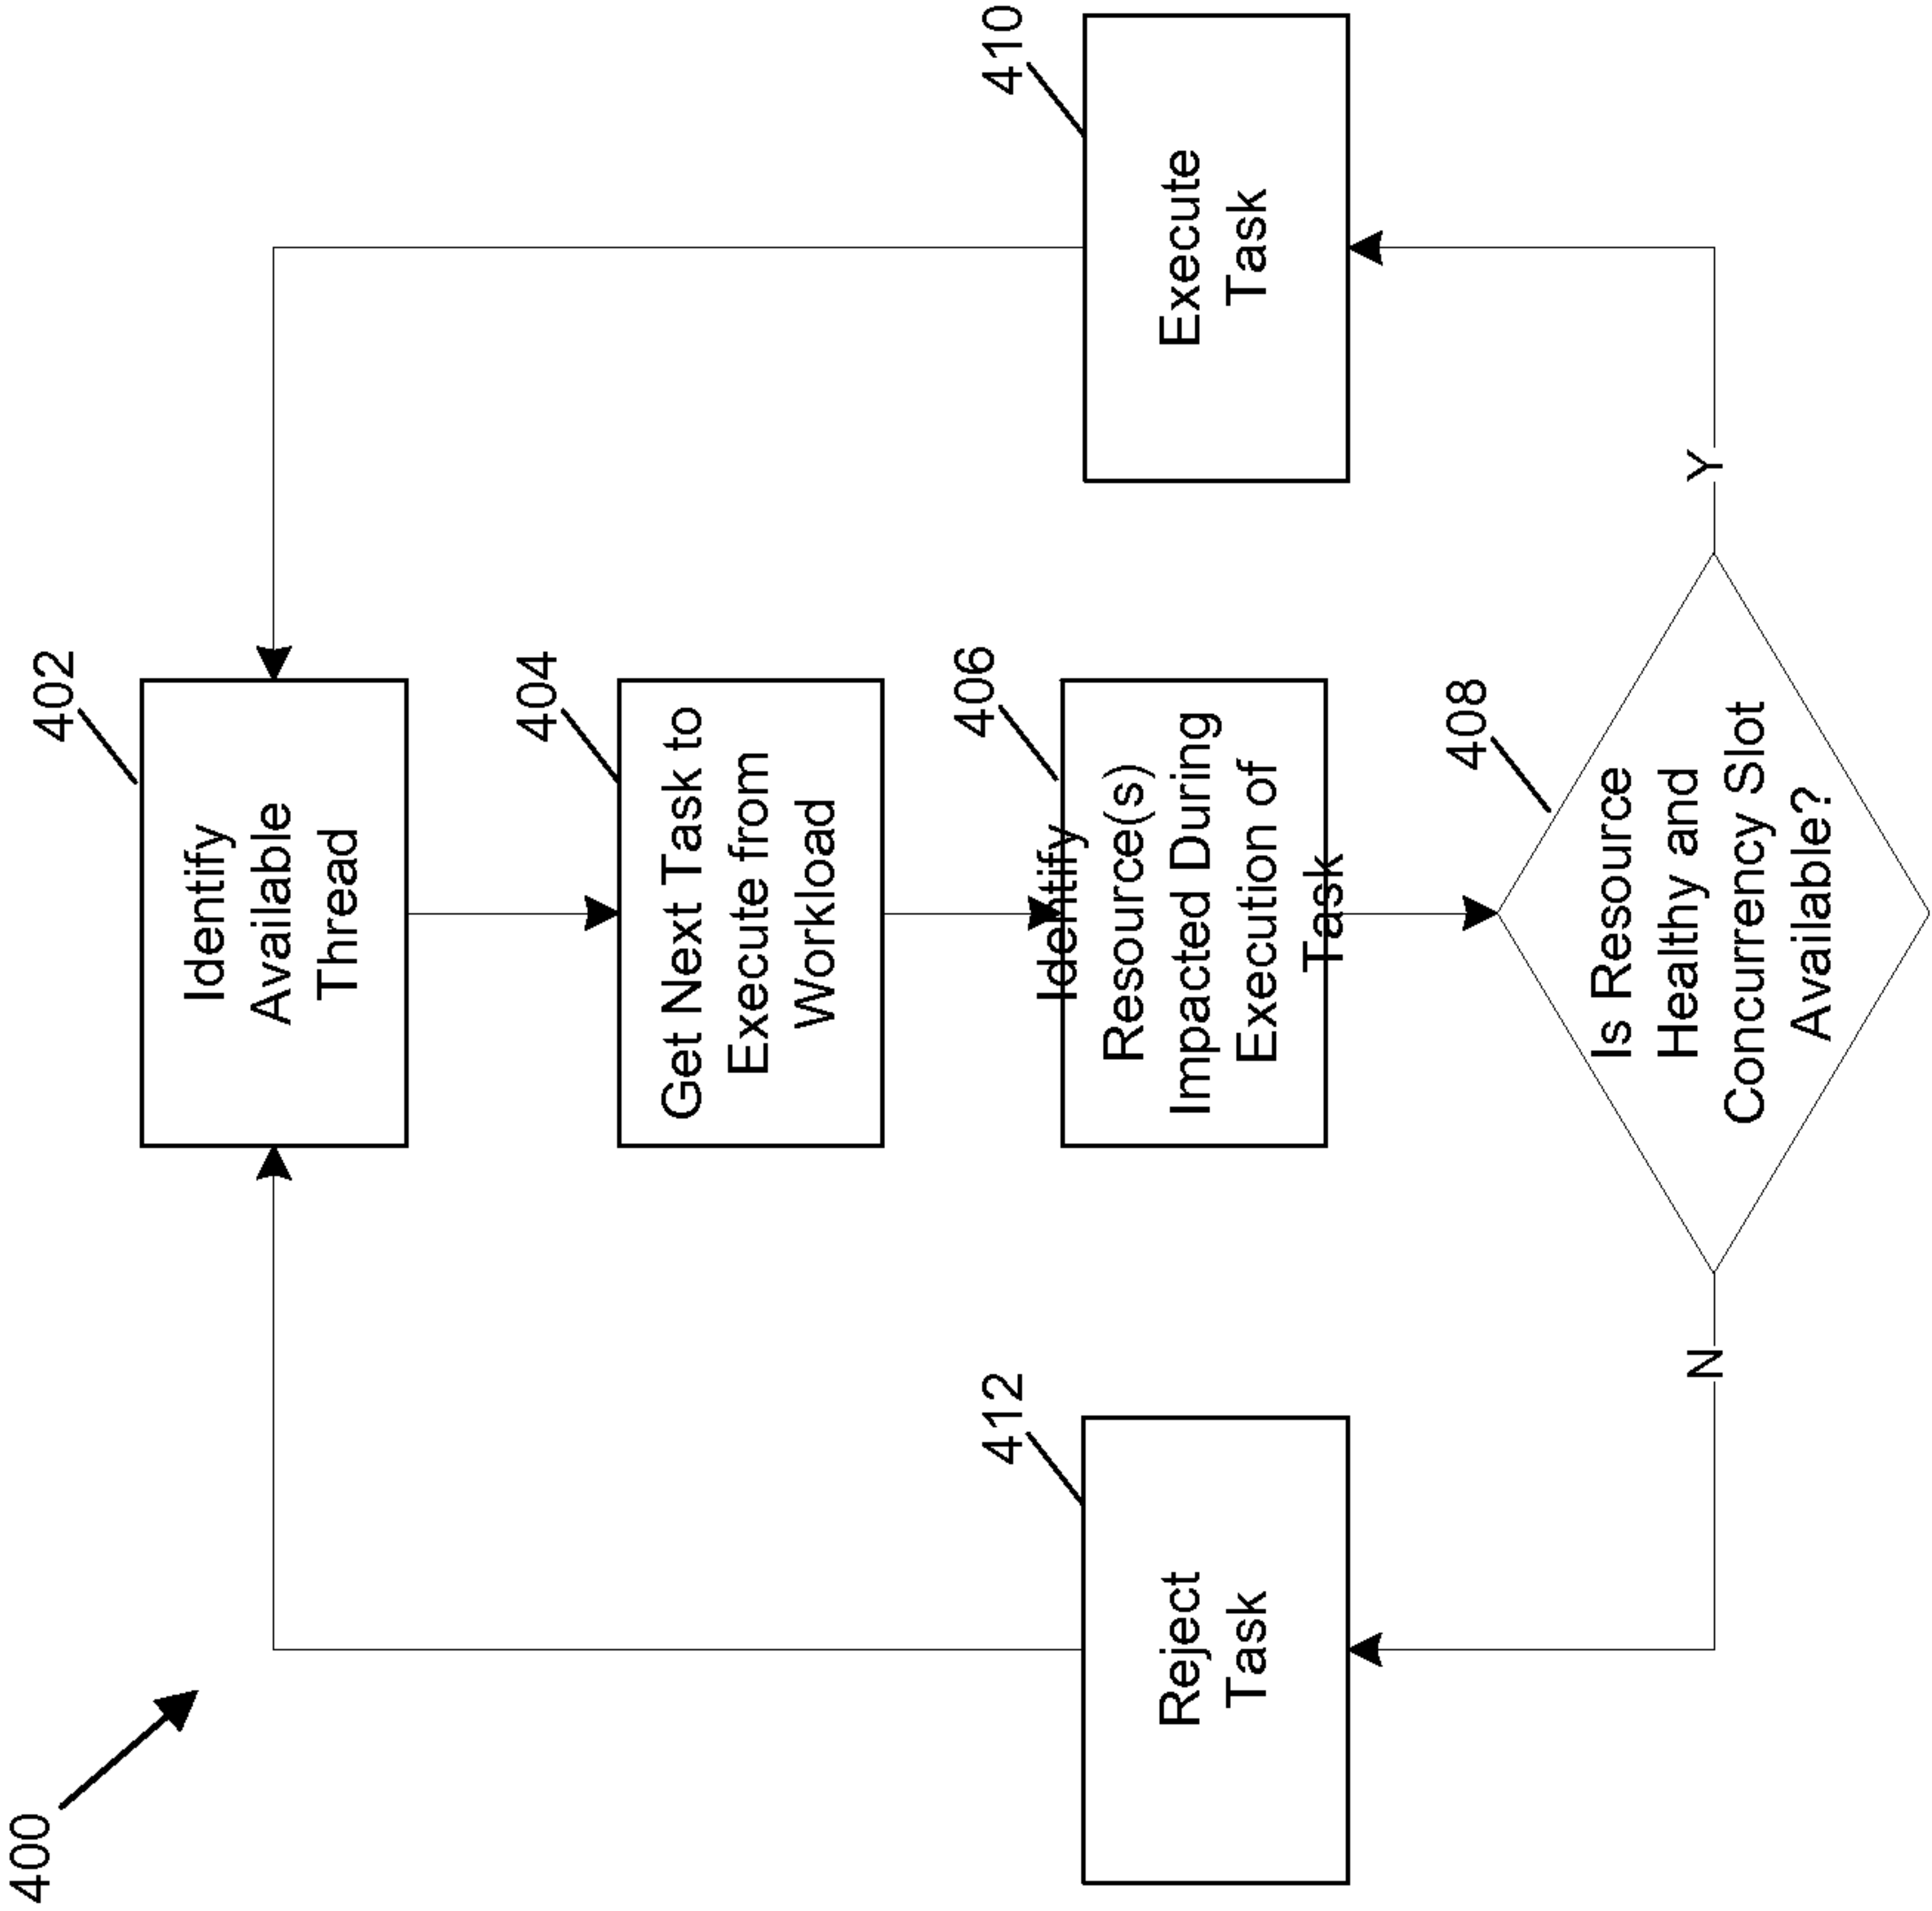 400
402
Identify
Available
Thread
404
Get Next Task to
Execute from
Workload
406
Identify
Resource(s)
Impacted During
Execution of
Task
408
Is Resource
Healthy and
Concurrency Slot
Available?
N
Y
412
Reject
Task
410
Execute
Task